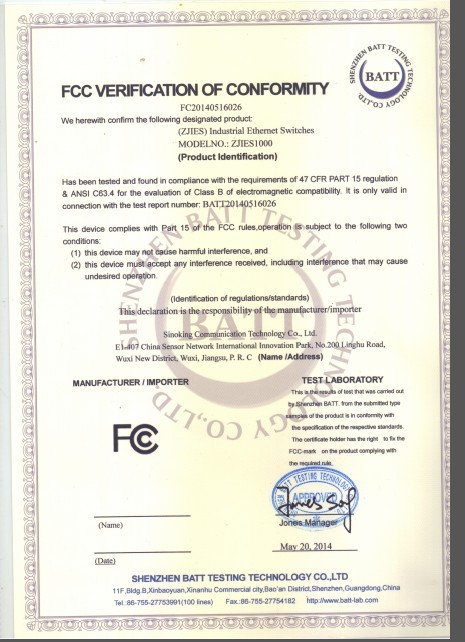 SHENZHEN BATT TESTING TECHNOLOGY CO.,LTD
BATT
FCC VERIFICATION OF CONFORMITY
FC20140516026
We herewith confirm the following designated product:
(ZJIES) Industrial Ethernet Switches
MODELNO.: ZJIES1000
(Product Identification)
Has been tested and found in compliance with the requirements of 47 CFR PART 15 regulation
& ANSI C63.4 for the evaluation of Class B of electromagnetic compatibility. It is only valid in
connection with the test report number: BATT20140516026
This device complies with Part 15 of the FCC rules,operation is subject to the following two
conditions:
(1) this device may not cause harmful interference, and
(2) this device must accept any interference received, including interference that may cause
undesired operation.
SHENZHEN BATT TESTING TECHNOLOGY CO.,LTD
BATT
(Identification of regulations/standards)
This declaration is the responsibility of the manufacturer/importer
Sinoking Communication Technology Co., Ltd.
E1-407 China Sensor Network International Innovation Park, No.200 Linghu Road,
Wuxi New District, Wuxi, Jiangsu, P. R. C (Name /Address)
MANUFACTURER / IMPORTER
TEST LABORATORY
This is the results of test that was carried out
by Shenzhen BATT, from the submitted type
samples of the product is in conformity with
the specification of the respective standards.
The certificate holder has the right to fix the
FCC-mark on the product complying with
the required rule.
FCC
BATT TESTING TECHNOLOGY
APPROVED
Jones Manager
(Name)
May 20, 2014
(Date)
SHENZHEN BATT TESTING TECHNOLOGY CO.,LTD
11F,Bldg.B,Xinbaoyuan,Xinanhu Commercial city,Bao'an District,Shenzhen,Guangdong,China
Tel.:86-755-27753991(100 lines) Fax.:86-755-27754182 http://www.batt-lab.com